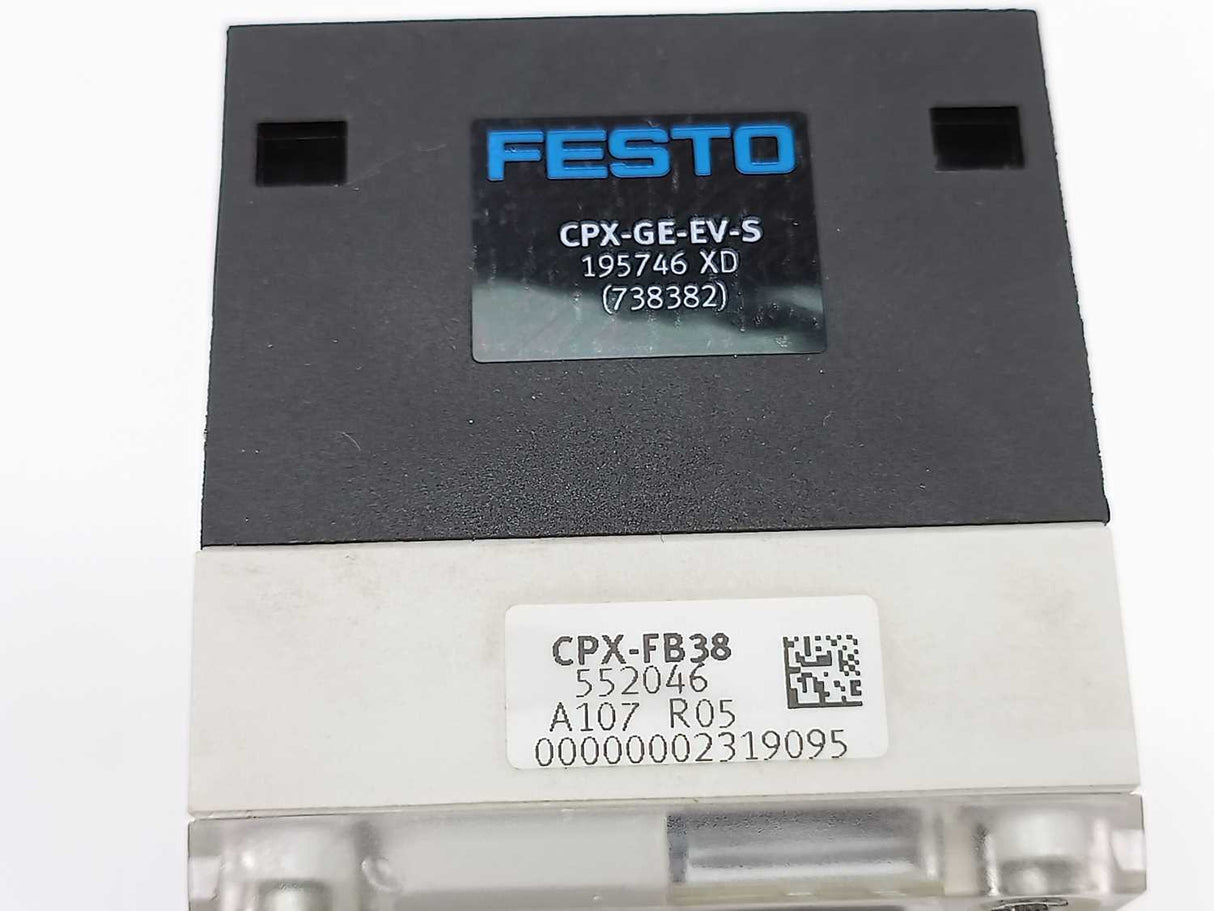 FESTO
CPX-GE-EV-S
195746 XD
(738382)
CPX-FB38
552046
A107 R05
00000002319095